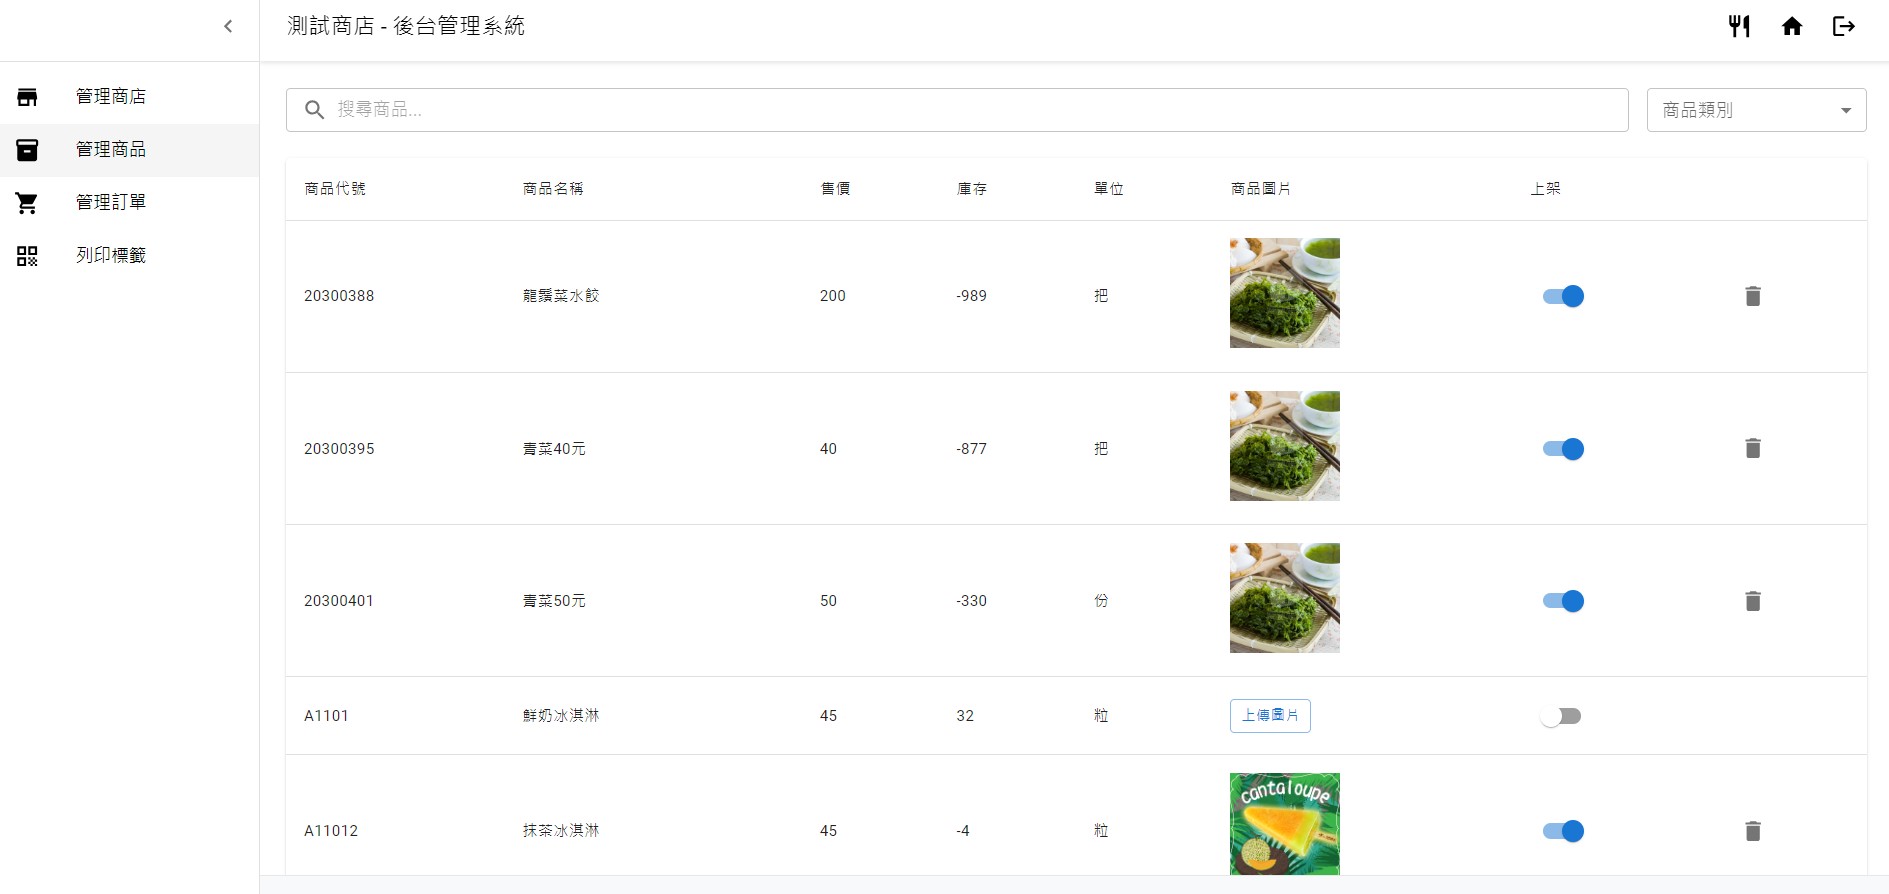 測試商店 - 後台管理系統
管理商店
管理商品
管理訂單
列印標籤
搜尋商品...
商品類別
商品代號 商品名稱 售價 庫存 單位 商品圖片 上架
20300388 龍鬚菜水餃 200 -989 把
20300395 青菜40元 40 -877 把
20300401 青菜50元 50 -330 份
A1101 鮮奶冰淇淋 45 32 粒 上傳圖片
cantaloupe
A11012 抹茶冰淇淋 45 -4 粒